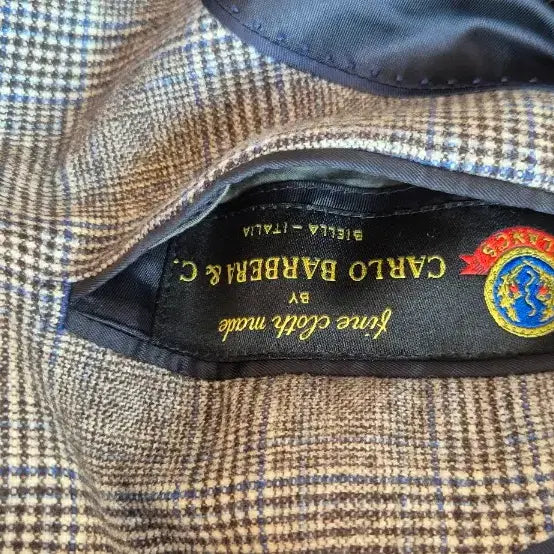 fine cloth made
BY
CARLO BARBERA & C.
BIELLA - ITALIA